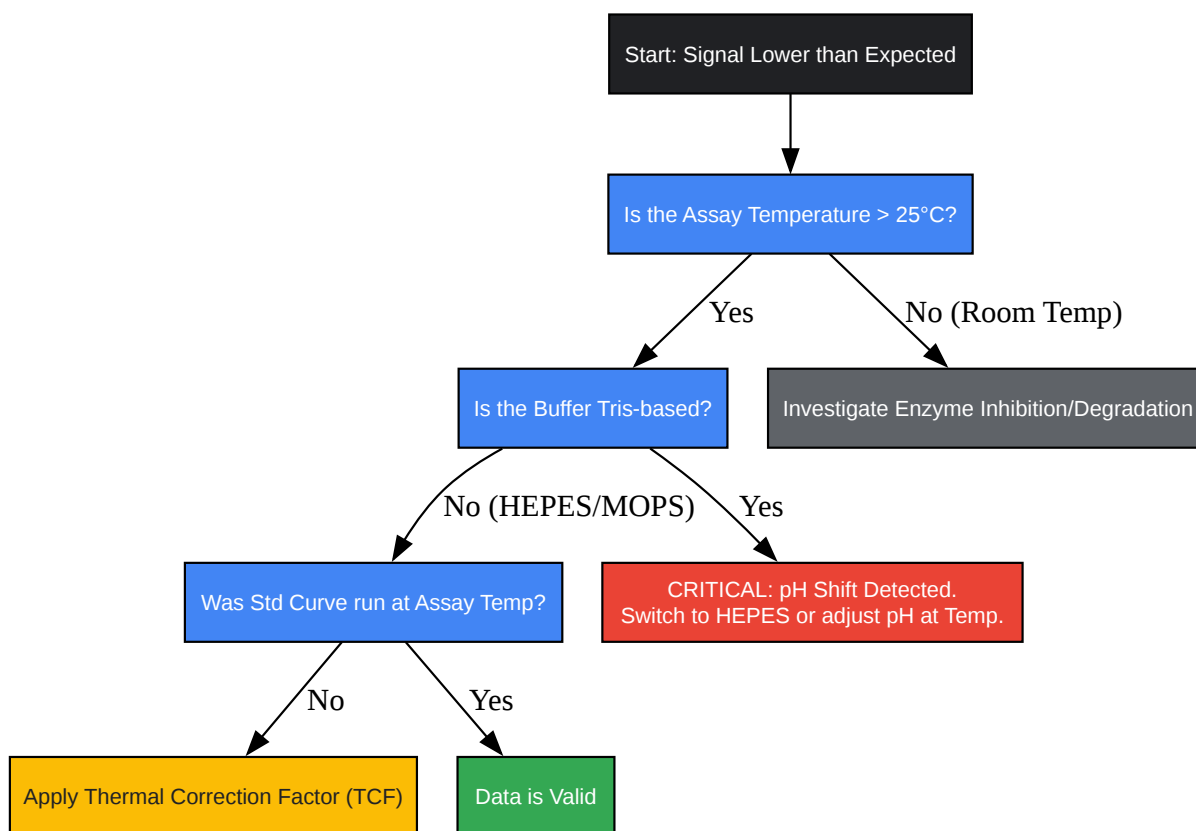 Start: Signal Lower than Expected
Is the Assay Temperature > 25°C?
Yes
No (Room Temp)
Is the Buffer Tris-based?
Investigate Enzyme Inhibition/Degradation
No (HEPES/MOPS)
Yes
Was Std Curve run at Assay Temp?
CRITICAL: pH Shift Detected.
Switch to HEPES or adjust pH at Temp.
No
Yes
Apply Thermal Correction Factor (TCF)
Data is Valid